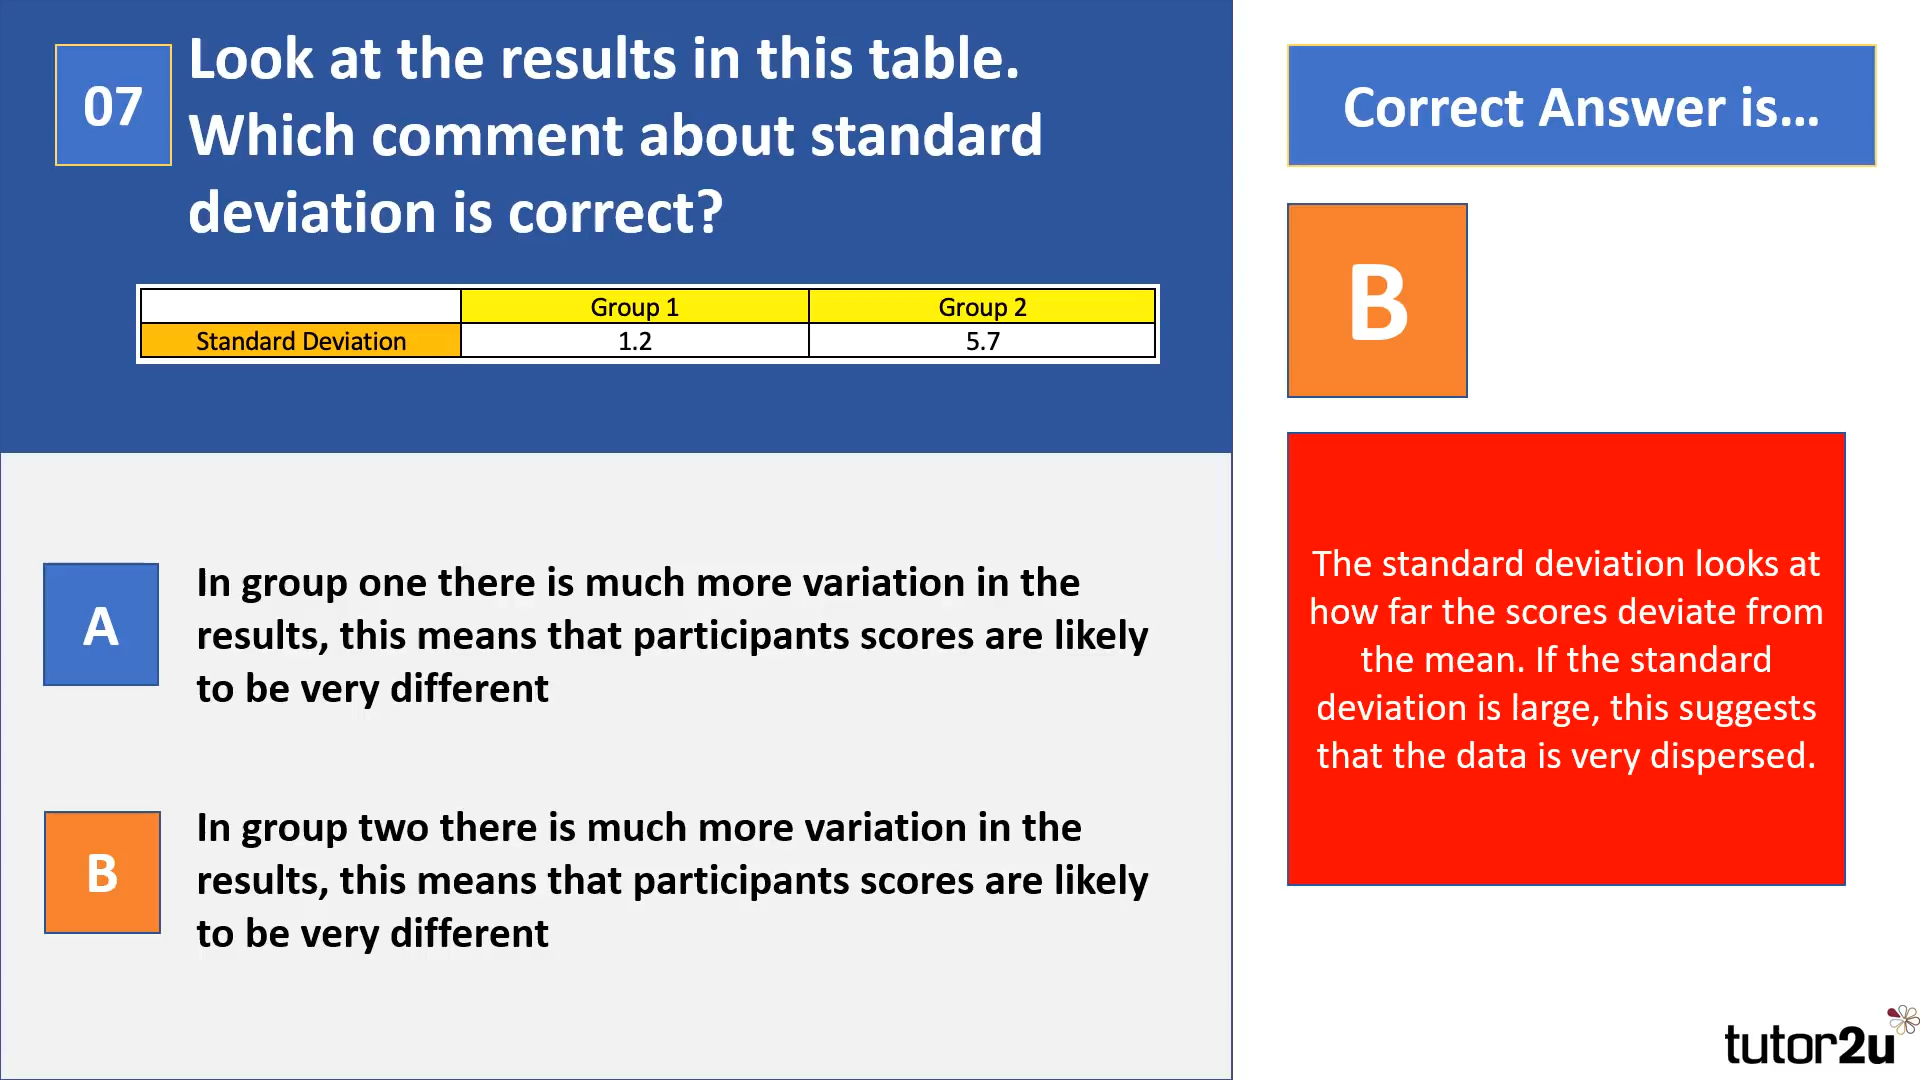 07
Look at the results in this table.
Which comment about standard
deviation is correct?
Group 1 Group 2
Standard Deviation 1.2 5.7
A
In group one there is much more variation in the
results, this means that participants scores are likely
to be very different
B
In group two there is much more variation in the
results, this means that participants scores are likely
to be very different
Correct Answer is...
B
The standard deviation looks at
how far the scores deviate from
the mean. If the standard
deviation is large, this suggests
that the data is very dispersed.
tutor2u